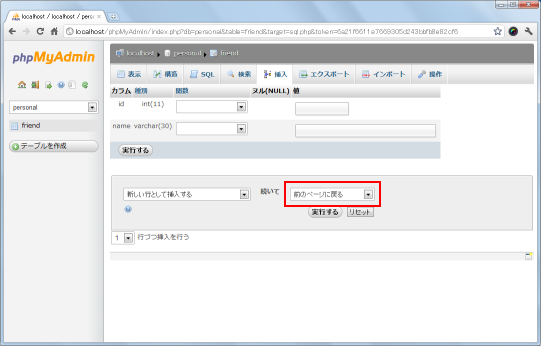 localhost / localhost / perso
localhost/phpMyAdmin/index.php?db=personal&table=friend&target=sql.php&token=
phpMyAdmin
localhost personal friend
表示 構造 SQL 検索 挿入 エクスポート インポート 操作
personal
friend
テーブルを作成
カラム 種別 関数 ヌル(NULL) 値
id int(11)
name varchar(30)
実行する
新しい行として挿入する 続いて 前のページに戻る
実行する リセット
1 行づつ挿入を行う